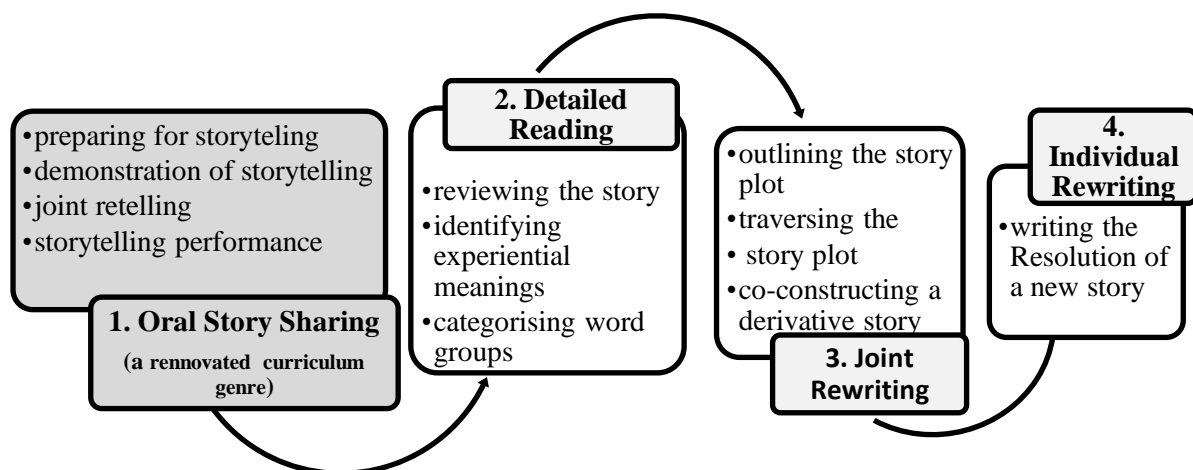 •preparing for storyteling
•demonstration of storytelling
•joint retelling
•storytelling performance
1. Oral Story Sharing
(a rennovated curriculum
genre)
2. Detailed
Reading
•reviewing the story
•identifying
experiential
meanings
•categorising word
groups
•outlining the story
plot
•traversing the
• story plot
•co-constructing a
derivative story
3. Joint
Rewriting
4.
Individual
Rewriting
•writing the
Resolution of
a new story